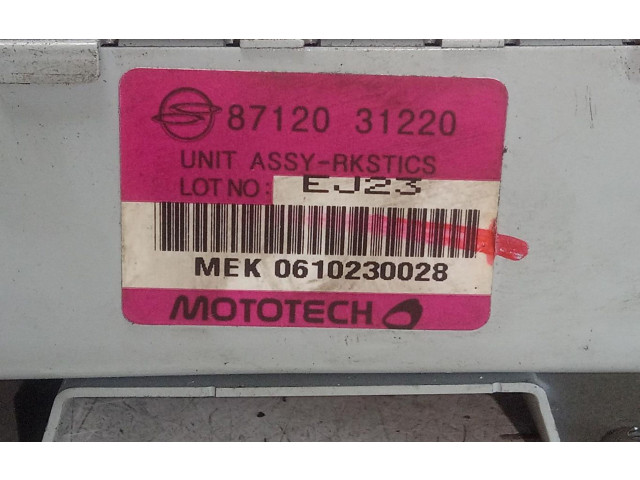 87120 31220
UNIT ASSY-RKSTICS
LOT NO: EJ23
MEK 0610230028
MOTOTECH